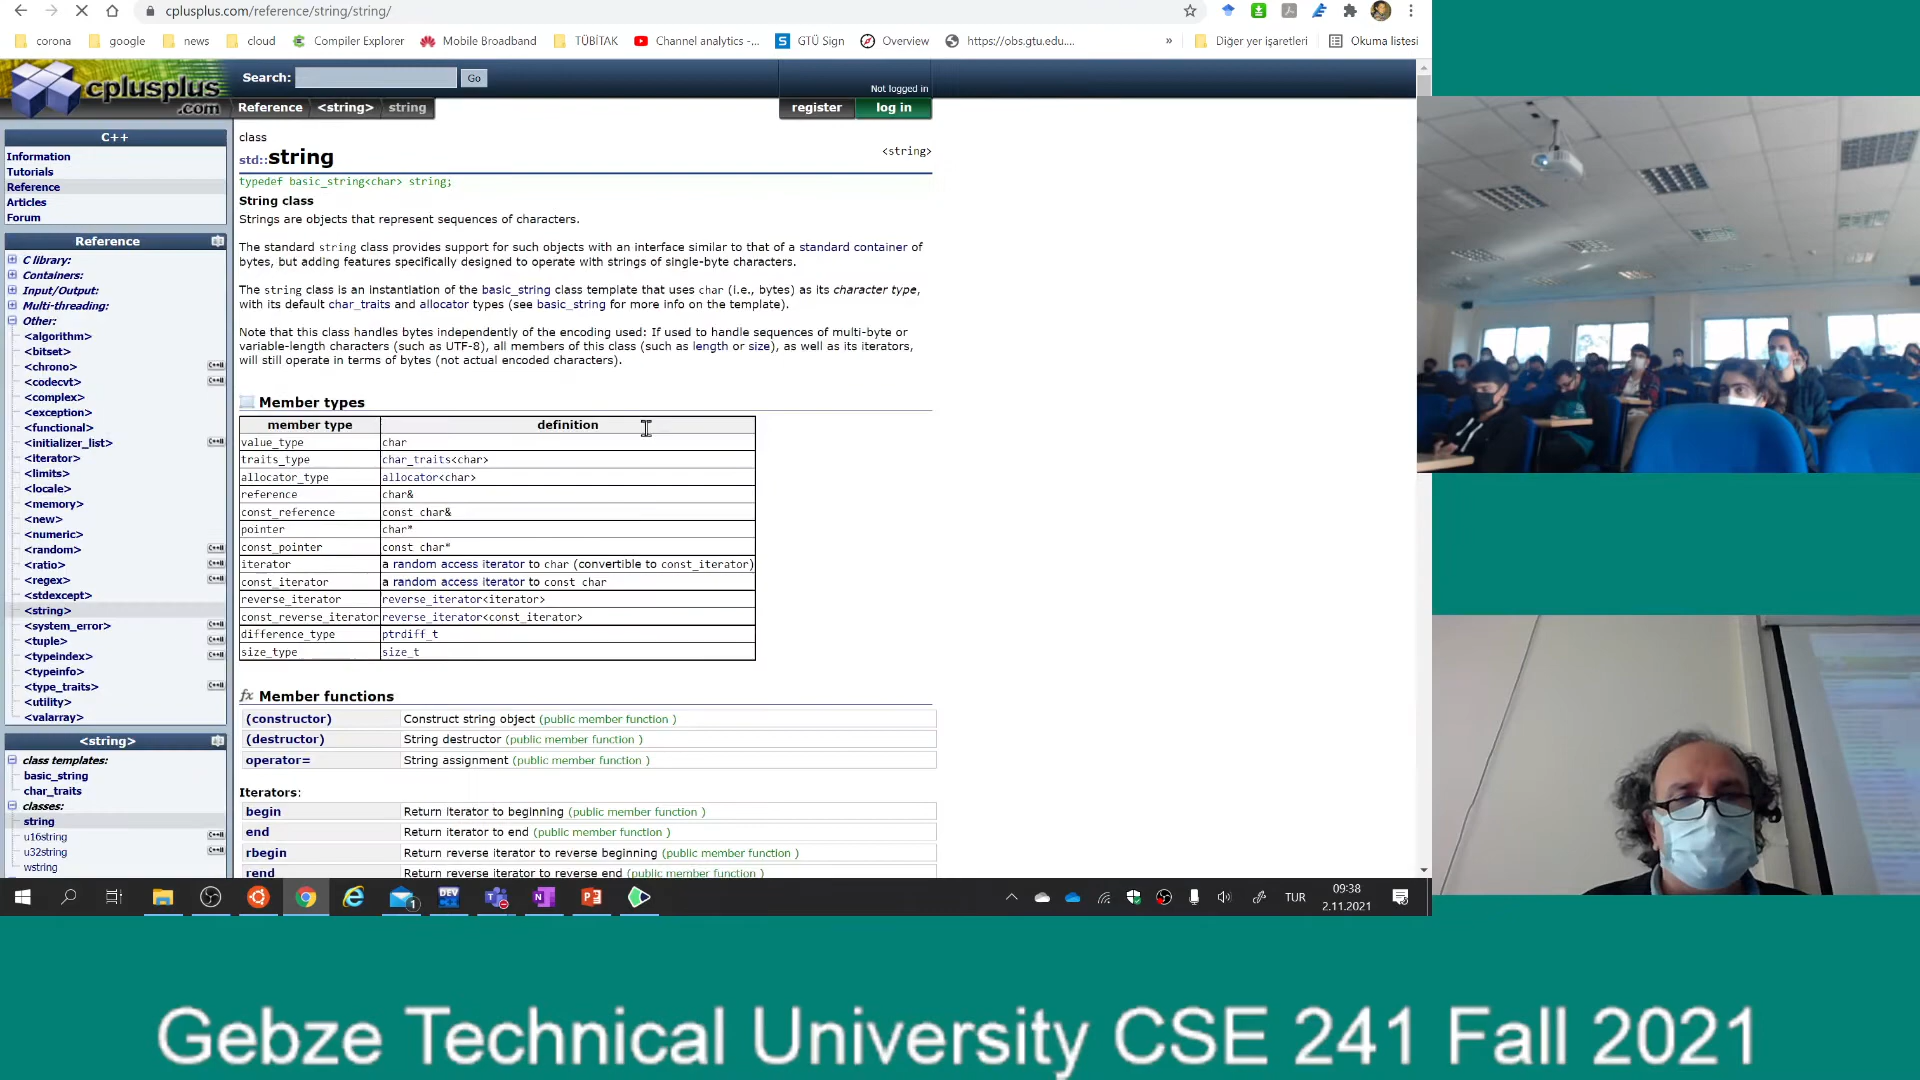 cplusplus.com/reference/string/string/
corona
google
news
cloud
Compiler Explorer
Mobile Broadband
TÜBİTAK
Channel analytics -...
GTÜ Sign
Overview
https://obs.gtu.edu....
»
Diğer yer işaretleri
Okuma listesi
cplusplus
.com
Search:
Go
Not logged in
Reference
<string>
string
register
log in
C++
Information
Tutorials
Reference
Articles
Forum
Reference
C library:
Containers:
Input/Output:
Multi-threading:
Other:
<algorithm>
<bitset>
<chrono>
<codecvt>
<complex>
<exception>
<functional>
<initializer_list>
<iterator>
<limits>
<locale>
<memory>
<new>
<numeric>
<random>
<ratio>
<regex>
<stdexcept>
<string>
<system_error>
<tuple>
<typeindex>
<typeinfo>
<type_traits>
<utility>
<valarray>
<string>
class templates:
basic_string
char_traits
classes:
string
u16string
u32string
wstring
class
std::string
<string>
typedef basic_string<char> string;
String class
Strings are objects that represent sequences of characters.
The standard string class provides support for such objects with an interface similar to that of a standard container of
bytes, but adding features specifically designed to operate with strings of single-byte characters.
The string class is an instantiation of the basic_string class template that uses char (i.e., bytes) as its character type,
with its default char_traits and allocator types (see basic_string for more info on the template).
Note that this class handles bytes independently of the encoding used: If used to handle sequences of multi-byte or
variable-length characters (such as UTF-8), all members of this class (such as length or size), as well as its iterators,
will still operate in terms of bytes (not actual encoded characters).
Member types
member type definition
value_type char
traits_type char_traits<char>
allocator_type allocator<char>
reference char&
const_reference const char&
pointer char*
const_pointer const char*
iterator a random access iterator to char (convertible to const_iterator)
const_iterator a random access iterator to const char
reverse_iterator reverse_iterator<iterator>
const_reverse_iterator reverse_iterator<const_iterator>
difference_type ptrdiff_t
size_type size_t
fx Member functions
(constructor) Construct string object (public member function )
(destructor) String destructor (public member function )
operator= String assignment (public member function )
Iterators:
begin Return iterator to beginning (public member function )
end Return iterator to end (public member function )
rbegin Return reverse iterator to reverse beginning (public member function )
rend Return reverse iterator to reverse end (public member function )
DEV
1
TUR
09:38
2.11.2021
Gebze Technical University CSE 241 Fall 2021